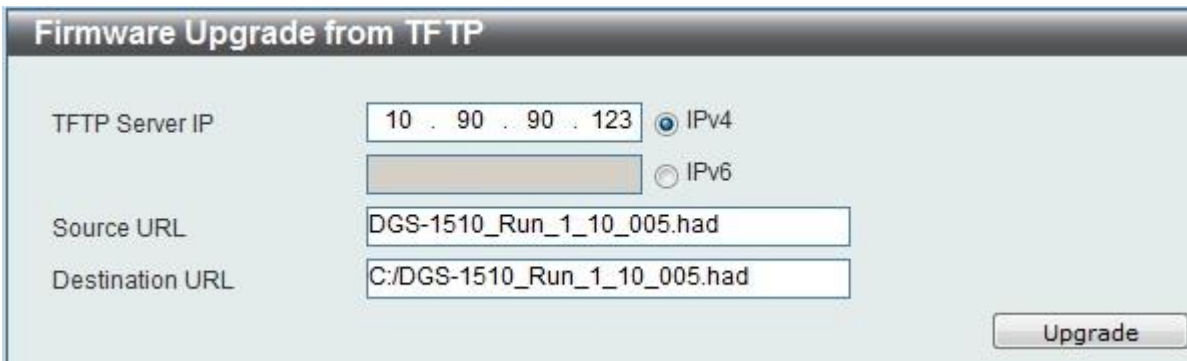 Firmware Upgrade from TFTP
TFTP Server IP 10 . 90 . 90 . 123 IPv4
IPv6
Source URL DGS-1510_Run_1_10_005.had
Destination URL C:/DGS-1510_Run_1_10_005.had
Upgrade